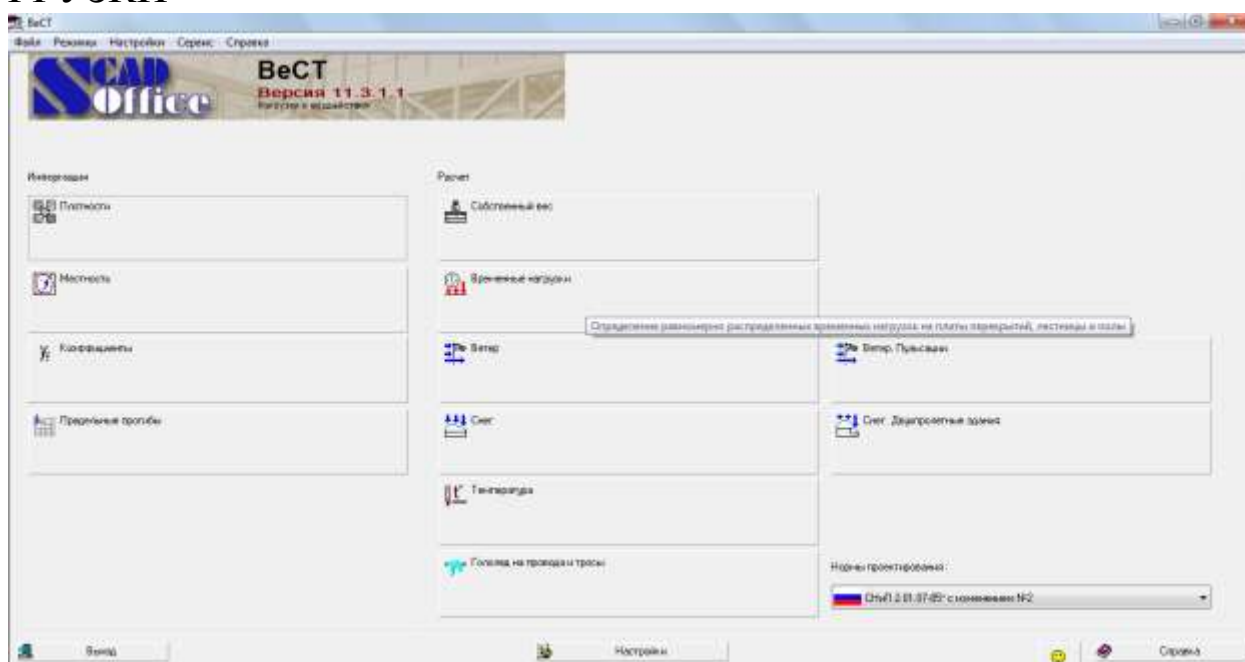 ВеСТ
Файл Режимы Настройки Сервис Справка
SCAD Office
ВеСТ
Версия 11.3.1.1
Нагрузки и воздействия
Информация
Расчет
Плотности
Собственный вес
Местность
Временные нагрузки
Определение равномерно распределенных временных нагрузок на плиты перекрытий, лестницы и полы
Коэффициенты
Ветер
Ветер. Пульсации
Предельные прогибы
Снег
Снег. Двухпролетные здания
Температура
Гололед на провода и тросы
Нормы проектирования
СНиП 2.01.07-85* с изменениями №2
Выход
Настройки
Справка